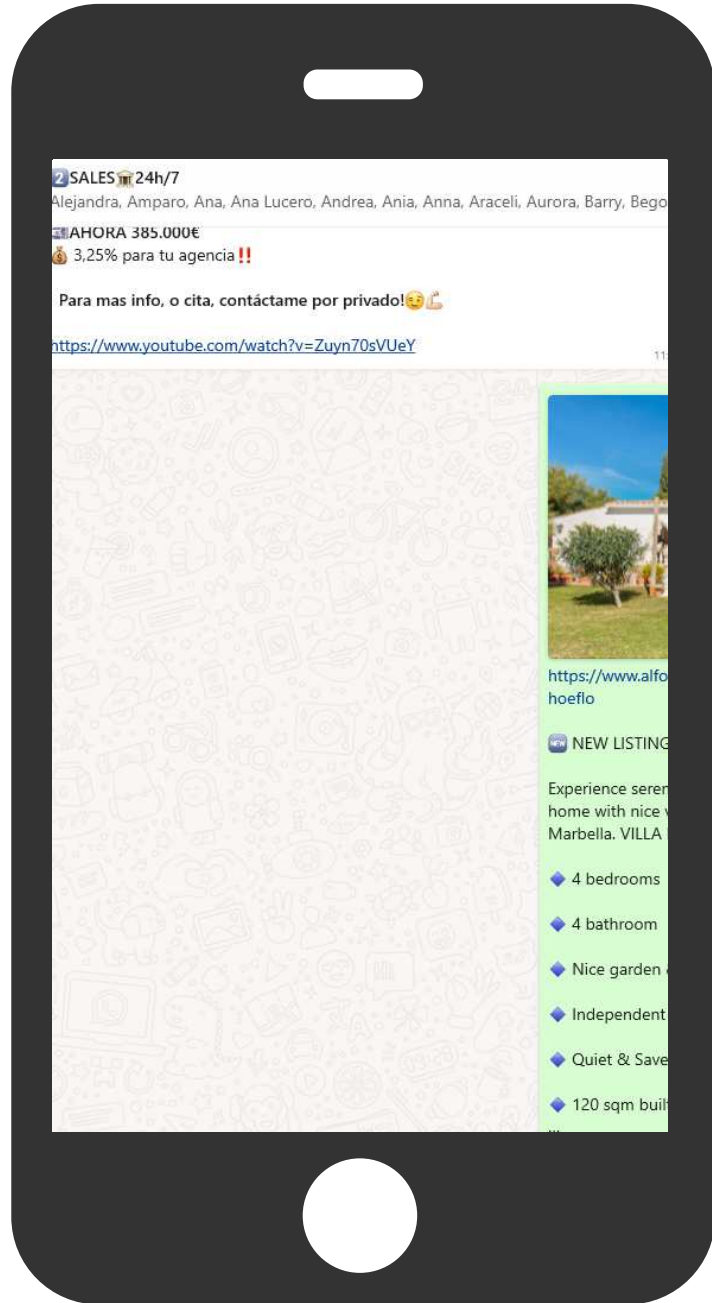 2 SALES🏦24h/7
Alejandra, Amparo, Ana, Ana Lucero, Andrea, Ania, Anna, Araceli, Aurora, Barry, Bego
AHORA 385.000€
💰 3,25% para tu agencia‼️
Para mas info, o cita, contáctame por privado!😉💪🏻
https://www.youtube.com/watch?v=Zuyn70sVUeY
11:
https://www.alfo
hoeflo
🆕 NEW LISTING
Experience seren
home with nice
Marbella. VILLA
🔹 4 bedrooms
🔹 4 bathroom
🔹 Nice garden
🔹 Independent
🔹 Quiet & Save
🔹 120 sqm buil
...